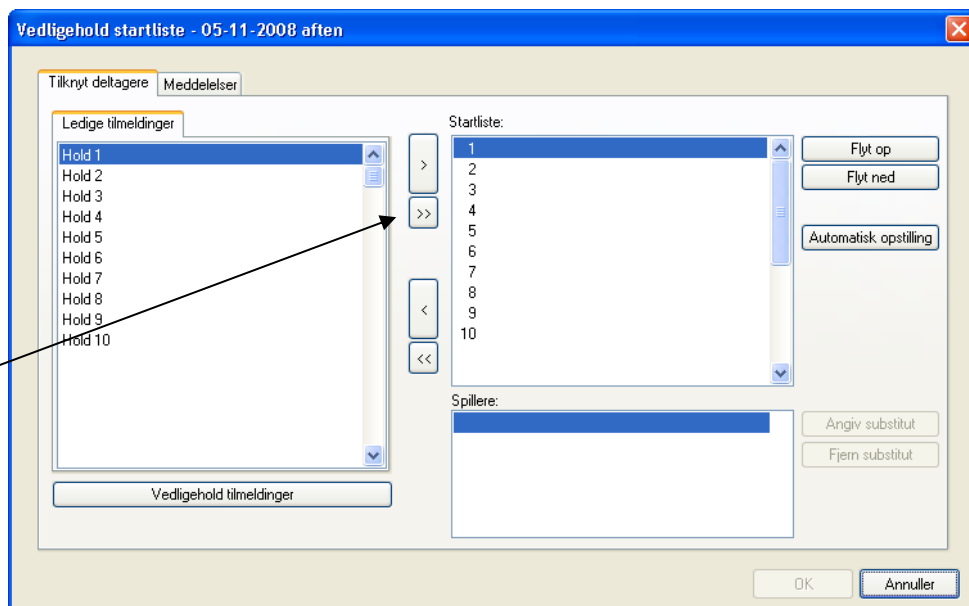 Vedligehold startliste - 05-11-2008 aften
Tilknyt deltagere
Meddelelser
Ledige tilmeldinger
Hold 1
Hold 2
Hold 3
Hold 4
Hold 5
Hold 6
Hold 7
Hold 8
Hold 9
Hold 10
Vedligehold tilmeldinger
>
>>
<
<<
Startliste:
1
2
3
4
5
6
7
8
9
10
Spillere:
Flyt op
Flyt ned
Automatisk opstilling
Angiv substitut
Fjern substitut
OK
Annuller